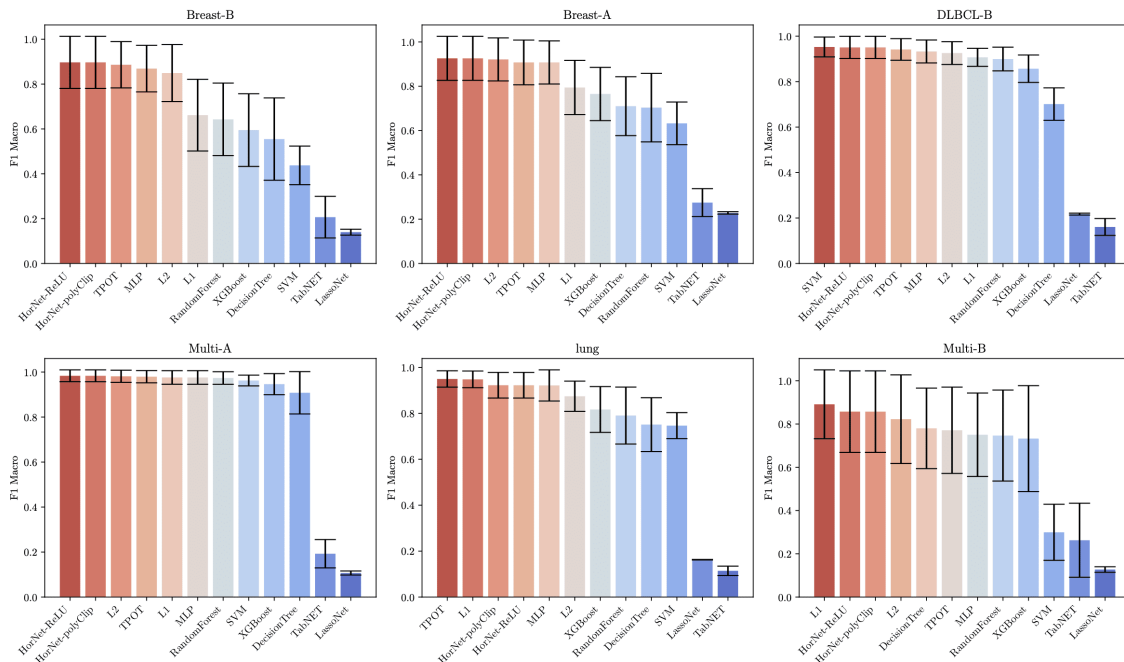 Breast-B
F1 Macro
1.0
0.8
0.6
0.4
0.2
0.0
HorNet-ReLU
HorNet-polyClip
TPOT
MLP
L2
L1
RandomForest
XGBoost
DecisionTree
SVM
TabNET
LassoNet
Breast-A
F1 Macro
1.0
0.8
0.6
0.4
0.2
0.0
HorNet-ReLU
HorNet-polyClip
L2
TPOT
MLP
L1
XGBoost
DecisionTree
RandomForest
SVM
TabNET
LassoNet
DLBCL-B
F1 Macro
1.0
0.8
0.6
0.4
0.2
0.0
SVM
HorNet-ReLU
HorNet-polyClip
TPOT
MLP
L2
L1
RandomForest
XGBoost
DecisionTree
LassoNet
TabNET
Multi-A
F1 Macro
1.0
0.8
0.6
0.4
0.2
0.0
HorNet-ReLU
HorNet-polyClip
L2
TPOT
L1
MLP
RandomForest
SVM
XGBoost
DecisionTree
TabNET
LassoNet
lung
F1 Macro
1.0
0.8
0.6
0.4
0.2
0.0
TPOT
L1
HorNet-polyClip
HorNet-ReLU
MLP
L2
XGBoost
RandomForest
DecisionTree
SVM
LassoNet
TabNET
Multi-B
F1 Macro
1.0
0.8
0.6
0.4
0.2
0.0
L1
HorNet-ReLU
HorNet-polyClip
L2
DecisionTree
TPOT
MLP
RandomForest
XGBoost
SVM
TabNET
LassoNet